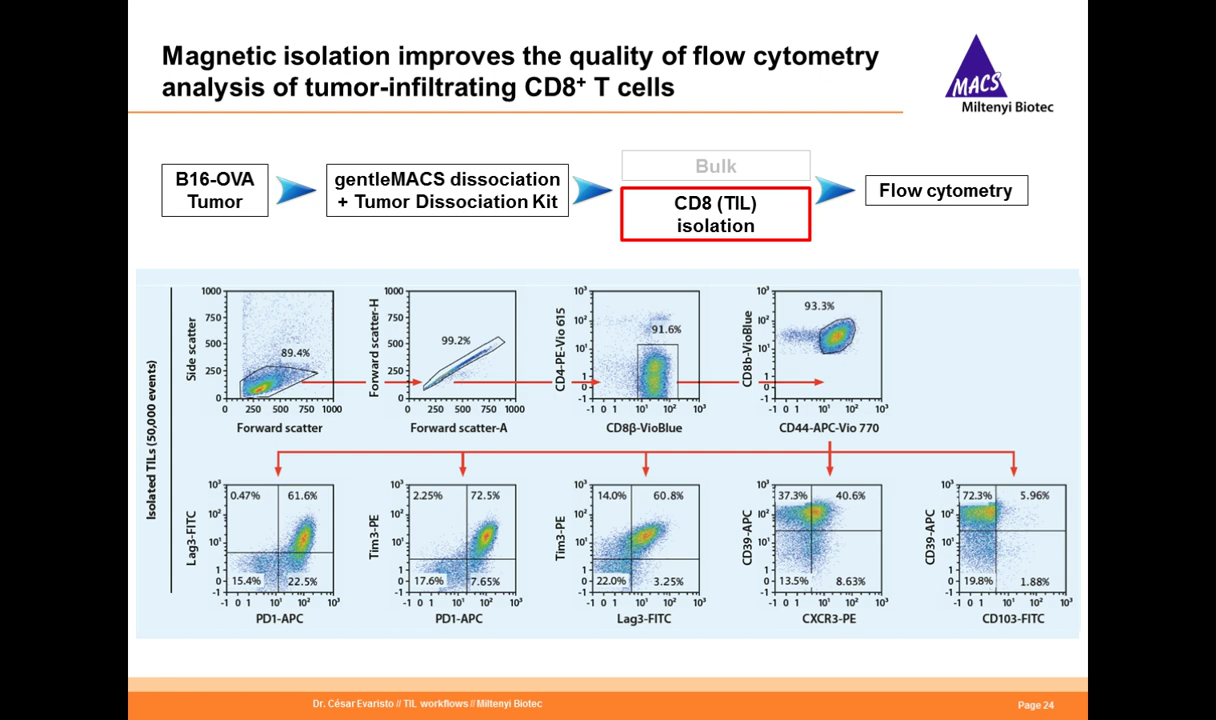 Magnetic isolation improves the quality of flow cytometry
analysis of tumor-infiltrating CD8⁺ T cells
MACS
Miltenyi Biotec
B16-OVA
Tumor
gentleMACS dissociation
+ Tumor Dissociation Kit
Bulk
CD8 (TIL)
isolation
Flow cytometry
Isolated TILs (50,000 events)
Side scatter
1000
750
500
250
0
89.4%
0 250 500 750 1000
Forward scatter
Forward scatter-H
1000
750
500
250
0
99.2%
0 250 500 750 1000
Forward scatter-A
CD4-PE-Vio 615
10³
10²
10¹
1
0
-1
91.6%
-1 0 1 10¹ 10² 10³
CD8β-VioBlue
CD8b-VioBlue
10³
10²
10¹
1
0
-1
93.3%
-1 0 1 10¹ 10² 10³
CD44-APC-Vio 770
Lag3-FITC
10³
10²
10¹
1
0
-1
0.47% 61.6%
15.4% 22.5%
-1 0 1 10¹ 10² 10³
PD1-APC
Tim3-PE
10³
10²
10¹
1
0
-1
2.25% 72.5%
17.6% 7.65%
-1 0 1 10¹ 10² 10³
PD1-APC
Tim3-PE
10³
10²
10¹
1
0
-1
14.0% 60.8%
22.0% 3.25%
-1 0 1 10¹ 10² 10³
Lag3-FITC
CD39-APC
10³
10²
10¹
1
0
-1
37.3% 40.6%
13.5% 8.63%
-1 0 1 10¹ 10² 10³
CXCR3-PE
CD39-APC
10³
10²
10¹
1
0
-1
72.3% 5.96%
19.8% 1.88%
-1 0 1 10¹ 10² 10³
CD103-FITC
Dr. César Evaristo // TIL workflows // Miltenyi Biotec
Page 24